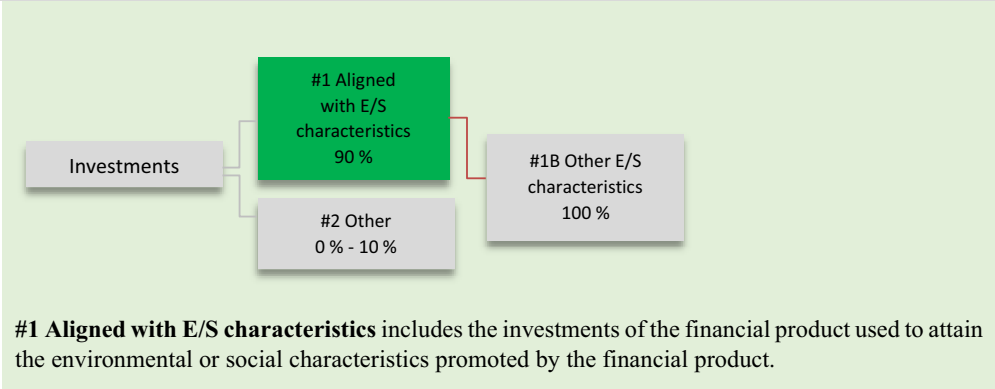 Investments
#1 Aligned
with E/S
characteristics
90 %
#2 Other
0 % - 10 %
#1B Other E/S
characteristics
100 %
#1 Aligned with E/S characteristics includes the investments of the financial product used to attain
the environmental or social characteristics promoted by the financial product.